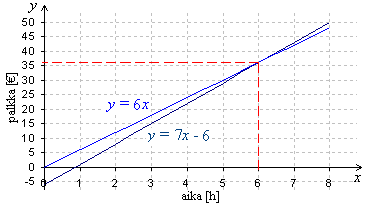 y
50
45
40
35
30
25
20
15
10
5
0
-5
palkka [€]
y = 6x
y = 7x - 6
0 1 2 3 4 5 6 7 8 x
aika [h]